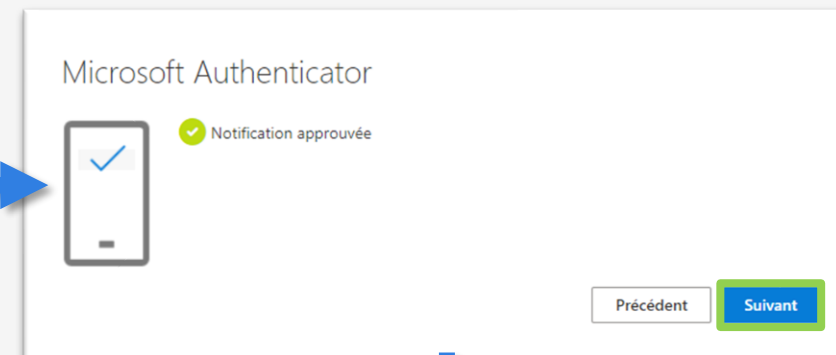 Microsoft Authenticator
Notification approuvée
Précédent
Suivant